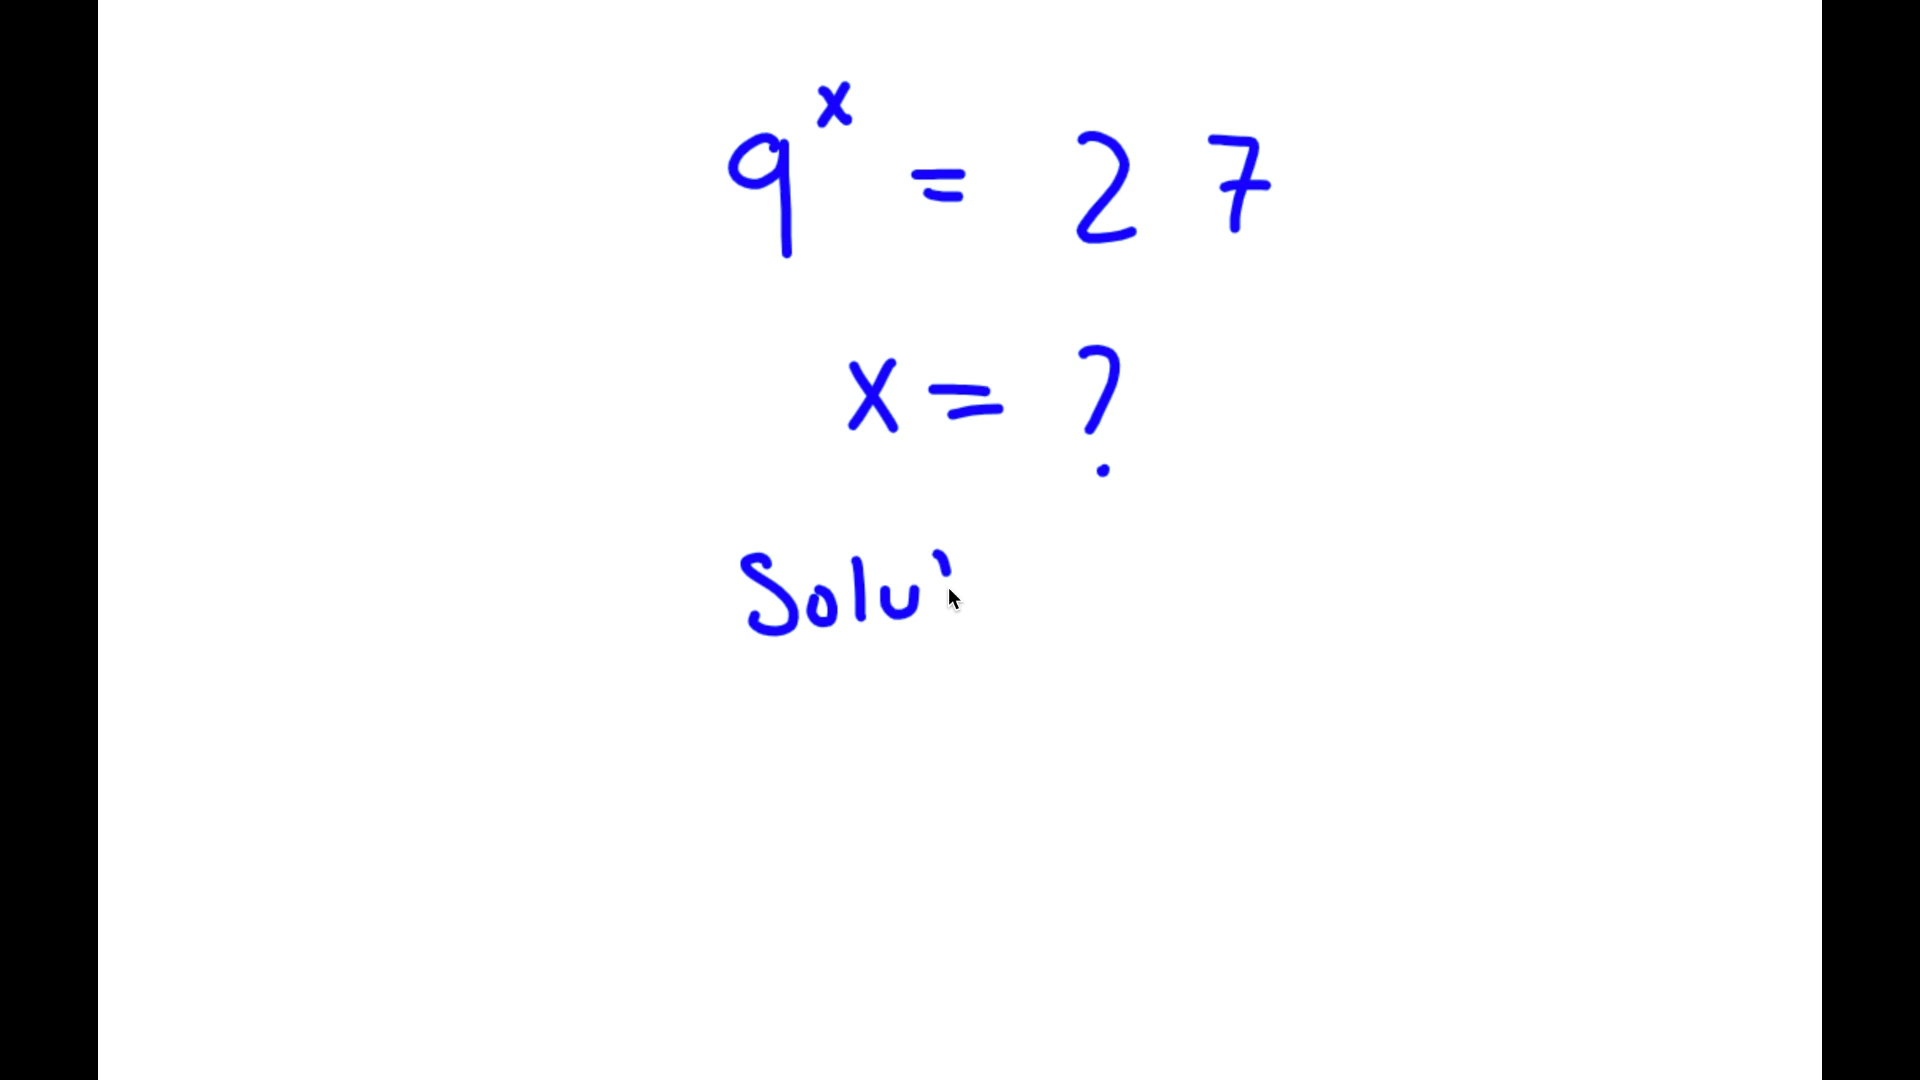 9^x = 27
x = ?
Solu'